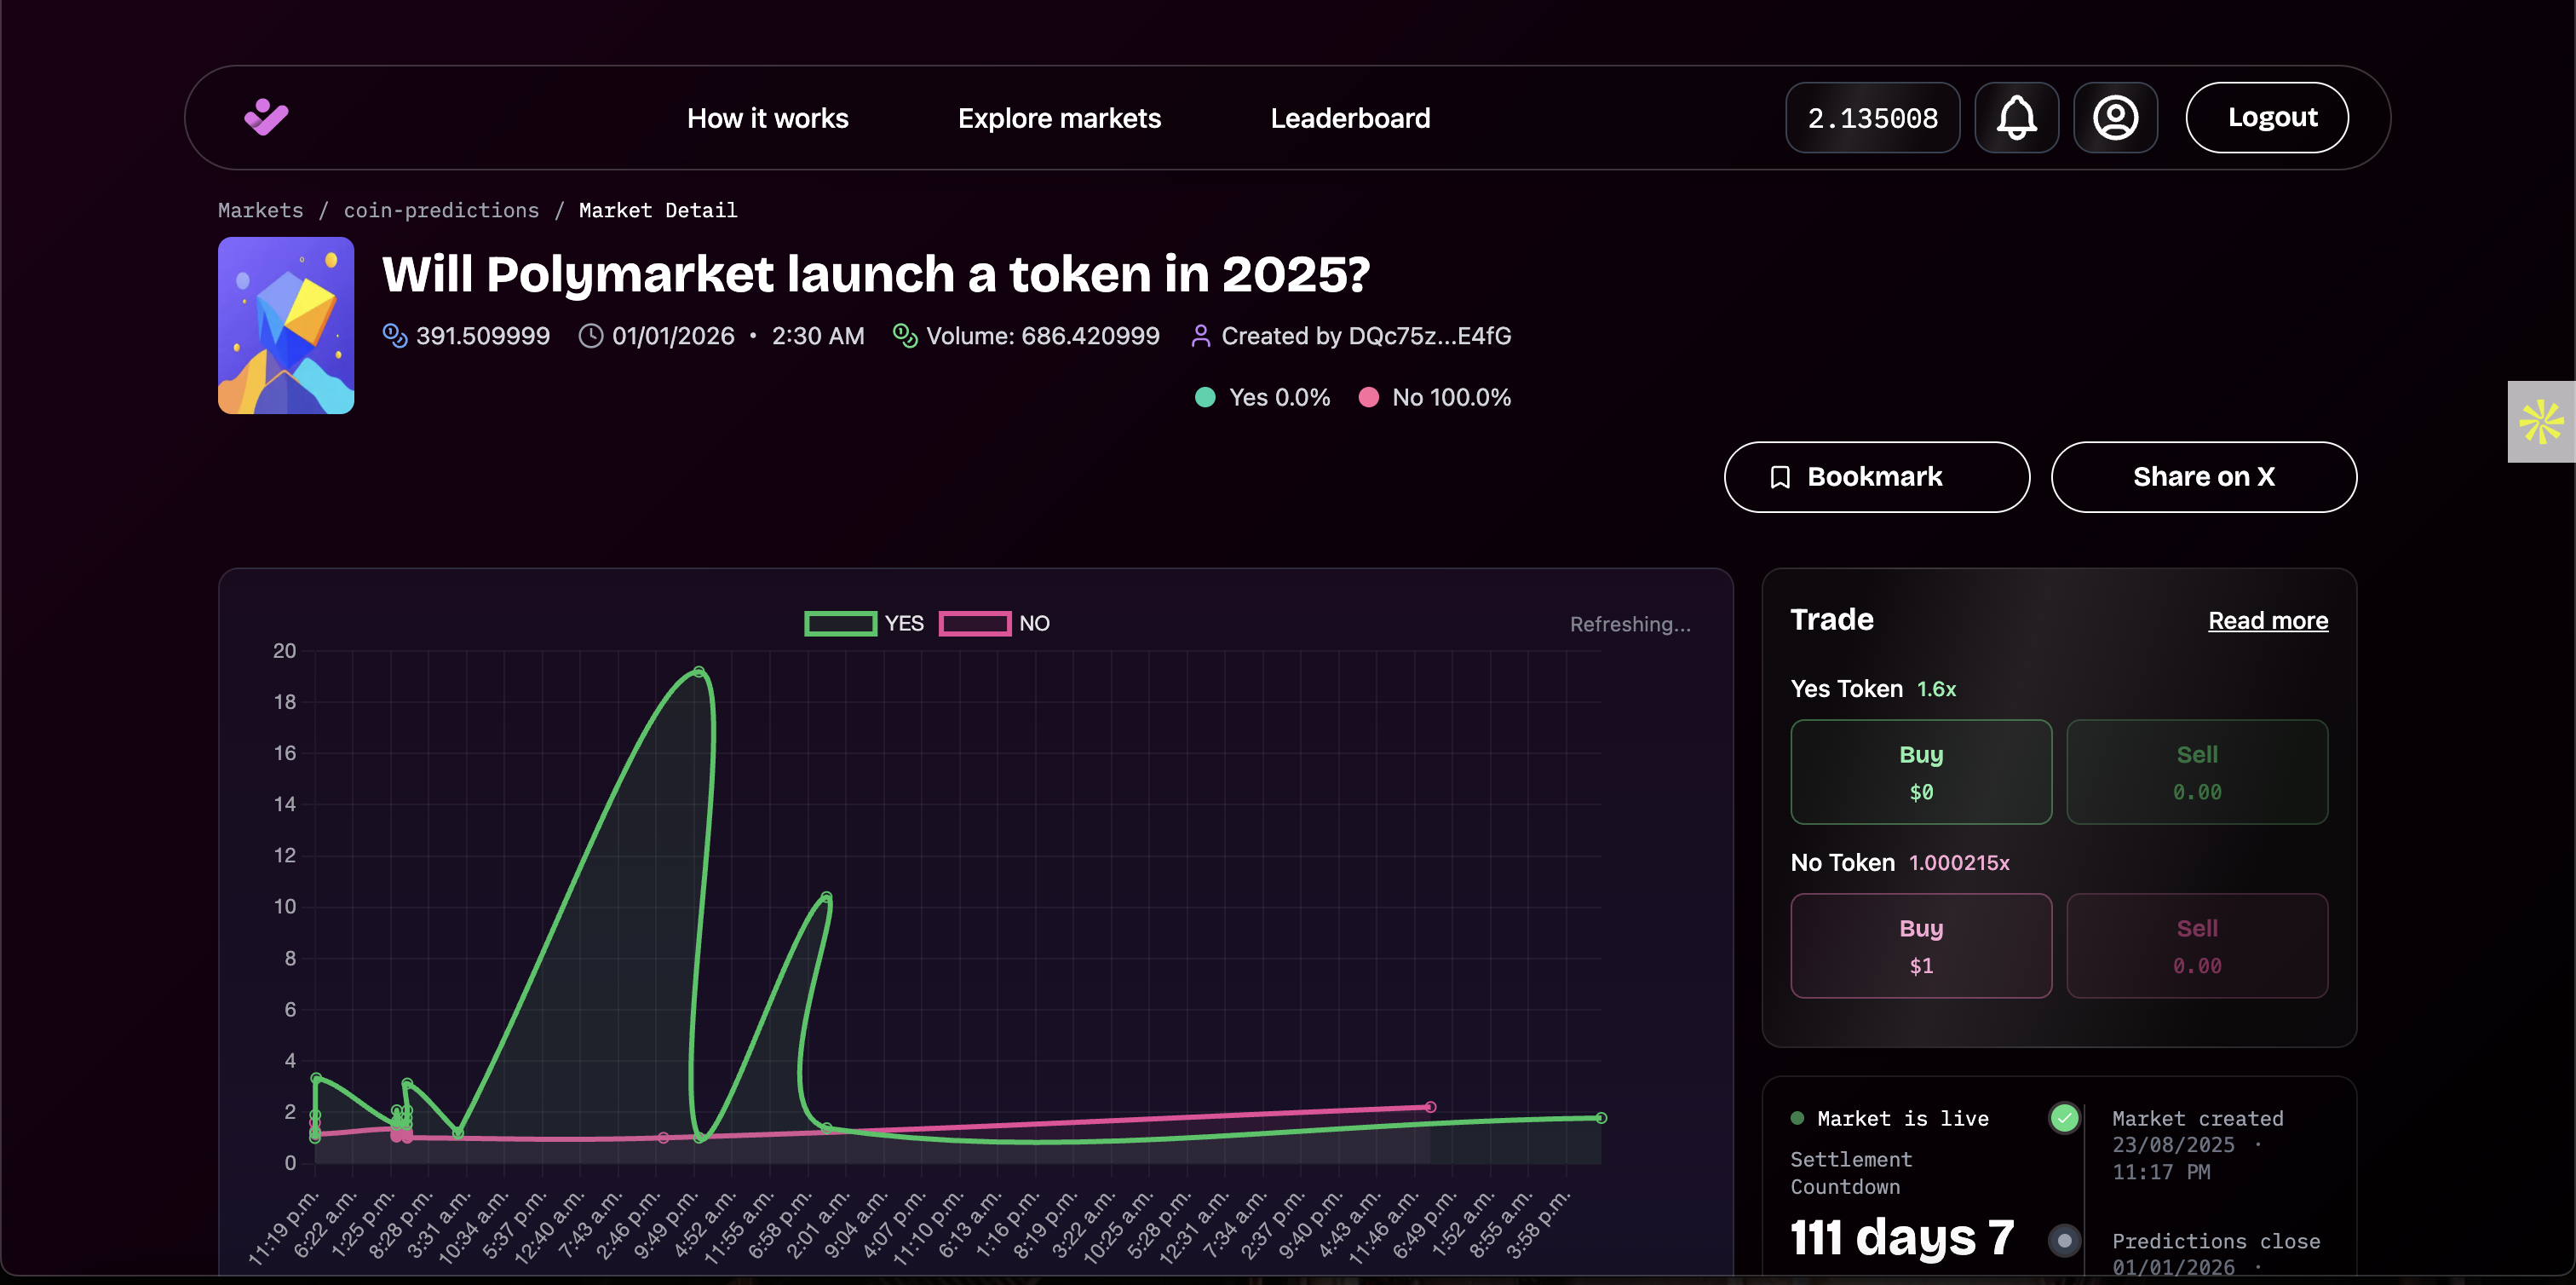 How it works
Explore markets
Leaderboard
2.135008
Logout
Markets / coin-predictions / Market Detail
Will Polymarket launch a token in 2025?
391.509999 01/01/2026 • 2:30 AM Volume: 686.420999 Created by DQc75z...E4fG
Yes 0.0% No 100.0%
Bookmark
Share on X
YES NO
Refreshing...
20
18
16
14
12
10
8
6
4
2
0
11:19 p.m.
6:22 a.m.
1:25 p.m.
8:28 p.m.
3:31 a.m.
10:34 a.m.
5:37 p.m.
12:40 a.m.
7:43 a.m.
2:46 p.m.
9:49 p.m.
4:52 a.m.
11:55 a.m.
6:58 p.m.
2:01 a.m.
9:04 a.m.
4:07 p.m.
11:10 p.m.
6:13 a.m.
1:16 p.m.
8:19 p.m.
3:22 a.m.
10:25 a.m.
5:28 p.m.
12:31 a.m.
7:34 a.m.
2:37 p.m.
9:40 p.m.
4:43 a.m.
11:46 a.m.
6:49 p.m.
1:52 a.m.
8:55 a.m.
3:58 p.m.
Trade
Read more
Yes Token 1.6x
Buy
$0
Sell
0.00
No Token 1.000215x
Buy
$1
Sell
0.00
Market is live
Settlement
Countdown
111 days 7
Market created
23/08/2025 ·
11:17 PM
Predictions close
01/01/2026 ·